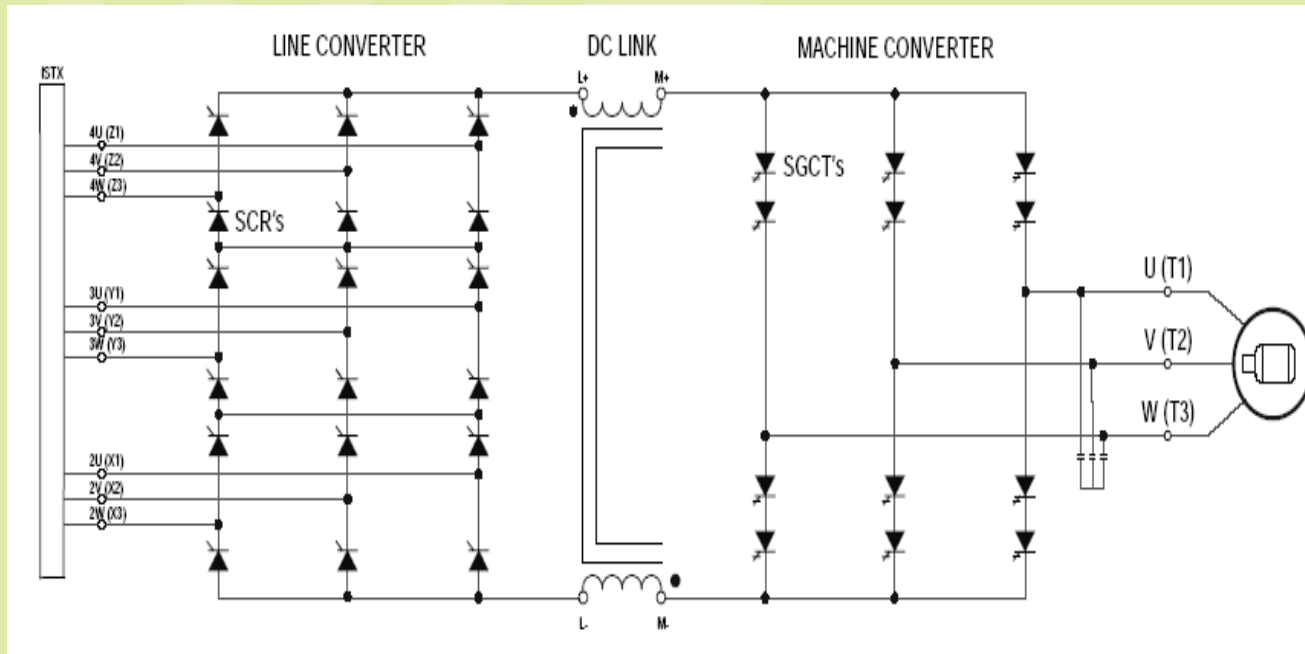 LINE CONVERTER
DC LINK
MACHINE CONVERTER
ISTX
L+
M+
4U (Z1)
4V (Z2)
4W (Z3)
SCR's
SGCT's
3U (Y1)
3V (Y2)
3W (Y3)
U (T1)
V (T2)
W (T3)
2U (X1)
2V (X2)
2W (X3)
L-
M-